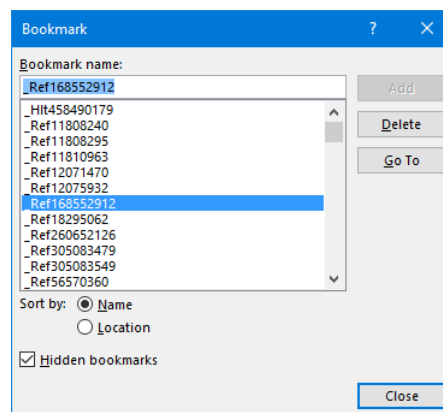 Bookmark
?
Bookmark name:
_Ref168552912
Add
_Hlt458490179
_Ref11808240
_Ref11808295
_Ref11810963
_Ref12071470
_Ref12075932
_Ref168552912
_Ref18295062
_Ref260652126
_Ref305083479
_Ref305083549
_Ref56570360
Delete
Go To
Sort by:
Name
Location
Hidden bookmarks
Close